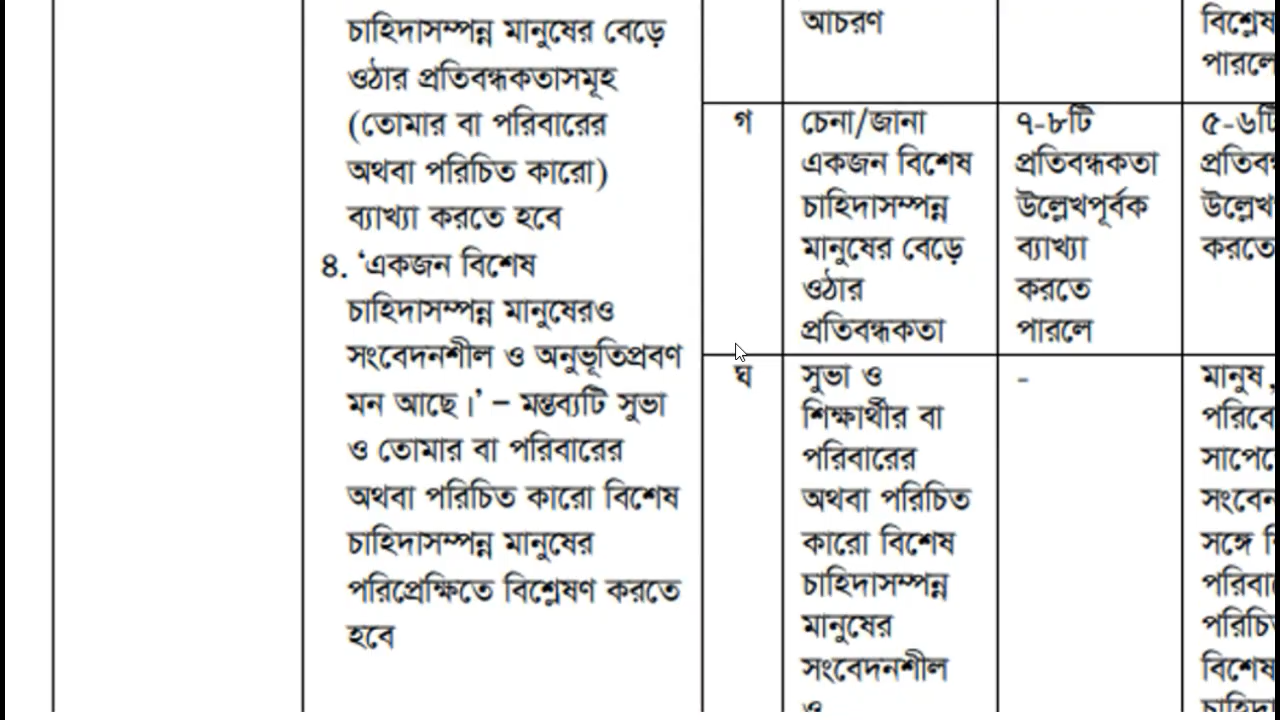 চাহিদাসম্পন্ন মানুষের বেড়ে
ওঠার প্রতিবন্ধকতাসমূহ
(তোমার বা পরিবারের
অথবা পরিচিত কারো)
ব্যাখ্যা করতে হবে
৪. ‘একজন বিশেষ
চাহিদাসম্পন্ন মানুষেরও
সংবেদনশীল ও অনুভূতিপ্রবণ
মন আছে।’ – মন্তব্যটি সুভা
ও তোমার বা পরিবারের
অথবা পরিচিত কারো বিশেষ
চাহিদাসম্পন্ন মানুষের
পরিপ্রেক্ষিতে বিশ্লেষণ করতে
হবে
আচরণ
পারলে
গ
চেনা/জানা
একজন বিশেষ
চাহিদাসম্পন্ন
মানুষের বেড়ে
ওঠার
প্রতিবন্ধকতা
৭-৮টি
প্রতিবন্ধকতা
উল্লেখপূর্বক
ব্যাখ্যা
করতে
পারলে
৫-৬টি
করতে
ঘ
সুভা ও
শিক্ষার্থীর বা
পরিবারের
অথবা পরিচিত
কারো বিশেষ
চাহিদাসম্পন্ন
মানুষের
সংবেদনশীল
ও
-
মানুষ,
সঙ্গে
বিশেষ